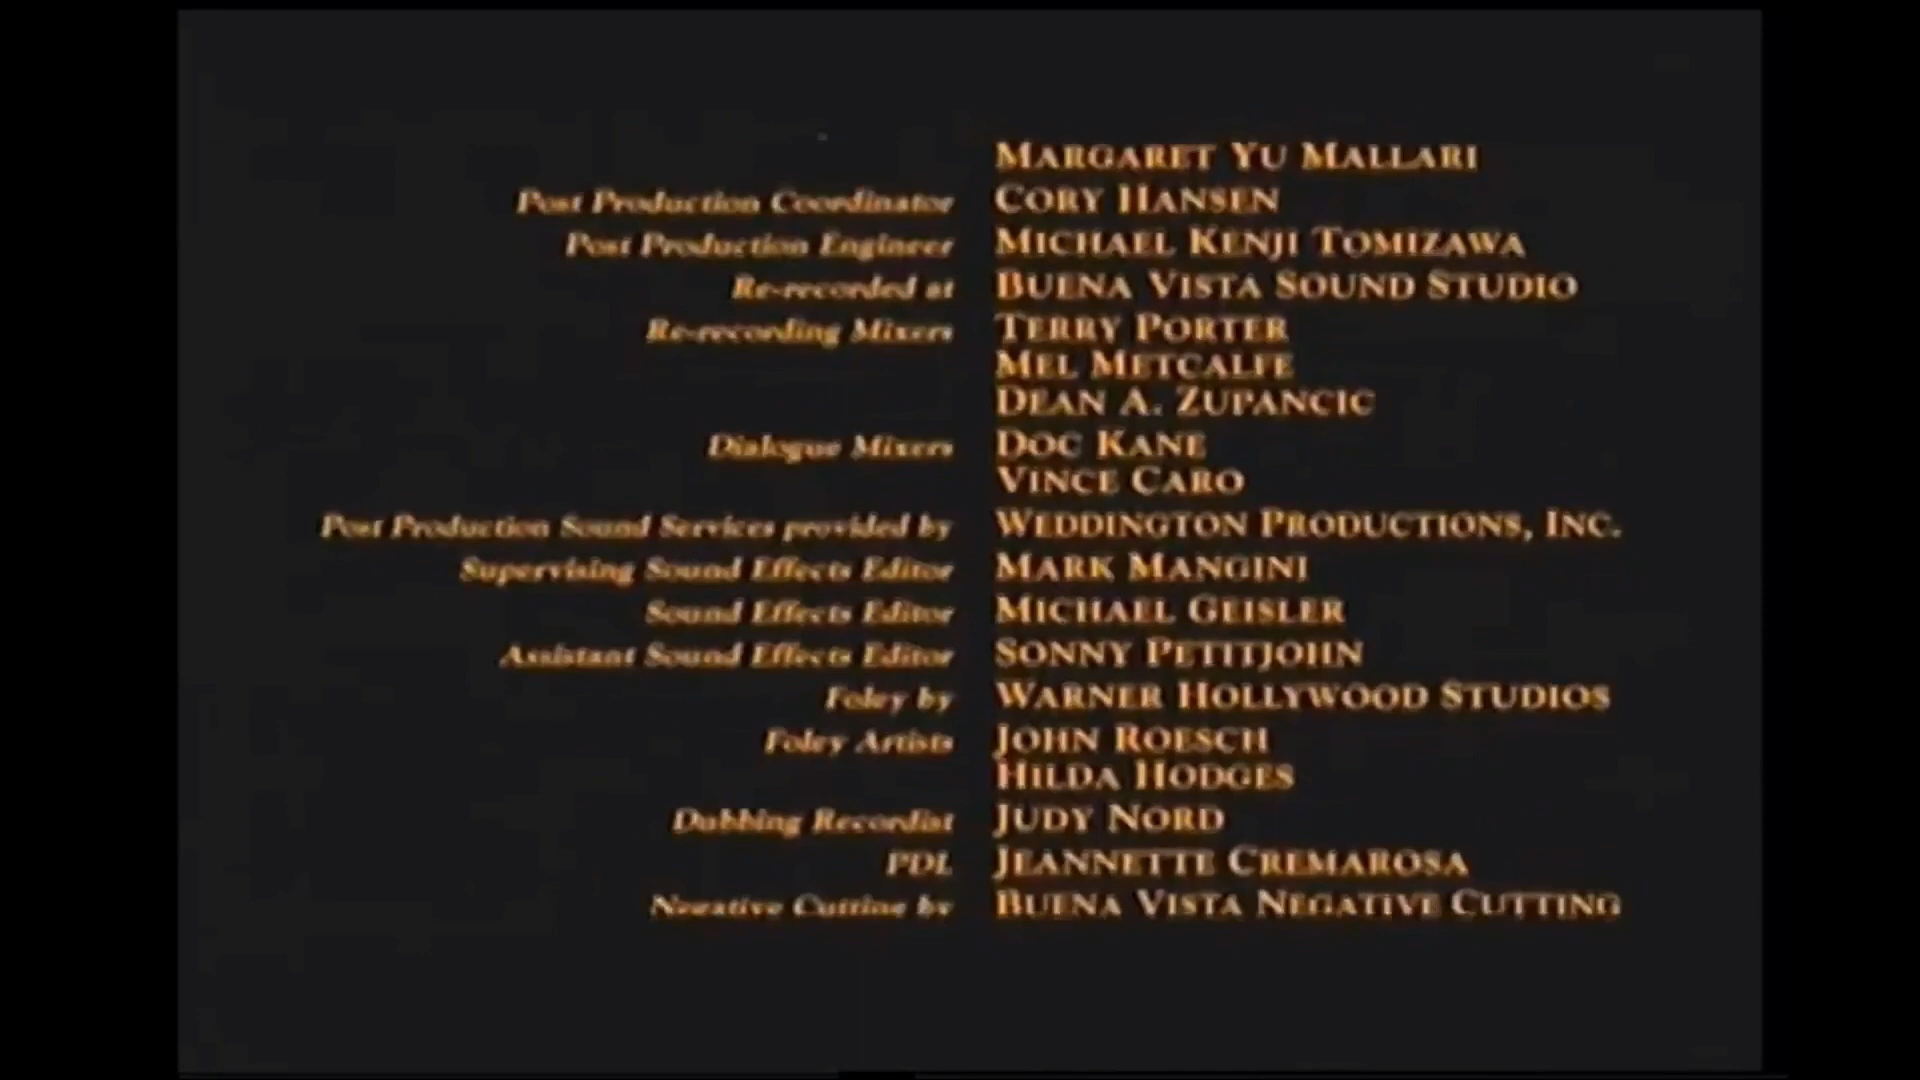 MARGARET YU MALLARI
Post Production Coordinator CORY HANSEN
Post Production Engineer MICHAEL KENJI TOMIZAWA
Re-recorded at BUENA VISTA SOUND STUDIO
Re-recording Mixers TERRY PORTER
MEL METCALFE
DEAN A. ZUPANCIC
Dialogue Mixers DOC KANE
VINCE CARO
Post Production Sound Services provided by WEDDINGTON PRODUCTIONS, INC.
Supervising Sound Effects Editor MARK MANGINI
Sound Effects Editor MICHAEL GEISLER
Assistant Sound Effects Editor SONNY PETTITJOHN
Foley by WARNER HOLLYWOOD STUDIOS
Foley Artists JOHN ROESCH
HILDA HODGES
Dubbing Recordist JUDY NORD
PDL JEANNETTE CREMAROSA
Negative Cutting by BUENA VISTA NEGATIVE CUTTING